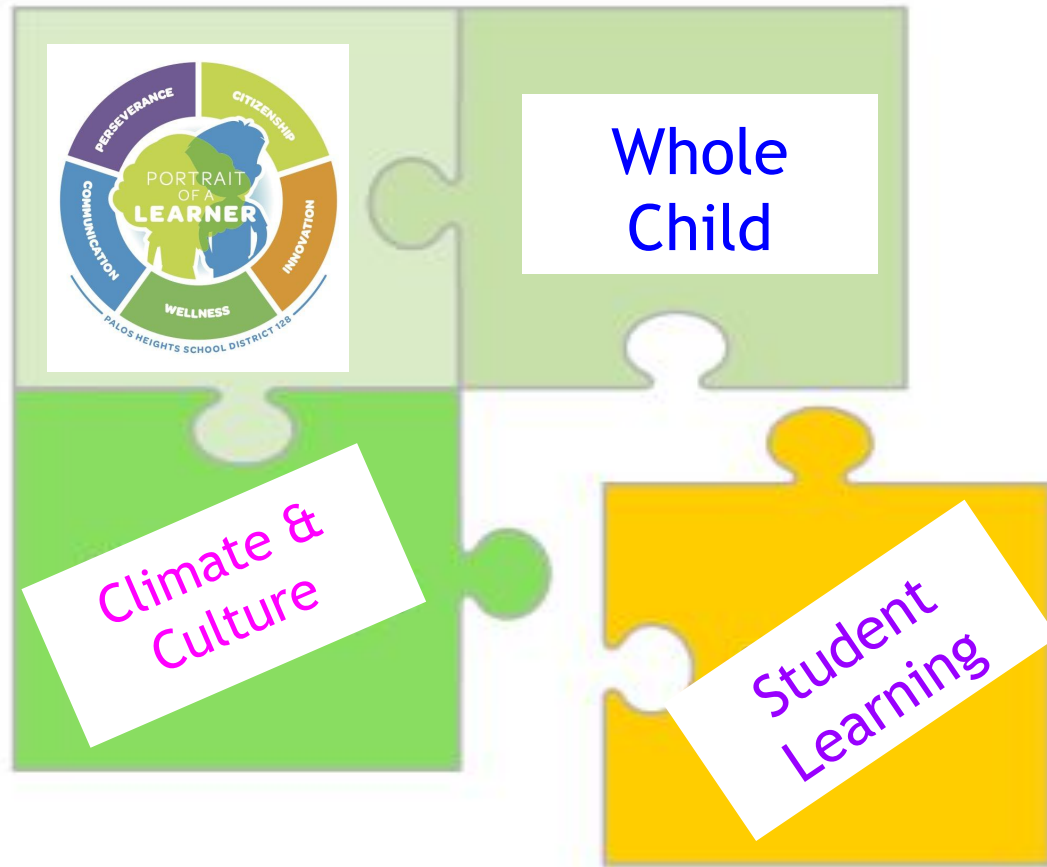 PERSEVERANCE
CITIZENSHIP
COMMUNICATION
INNOVATION
WELLNESS
PORTRAIT
OF A
LEARNER
PALOS HEIGHTS SCHOOL DISTRICT 128
Whole
Child
Climate &
Culture
Student
Learning